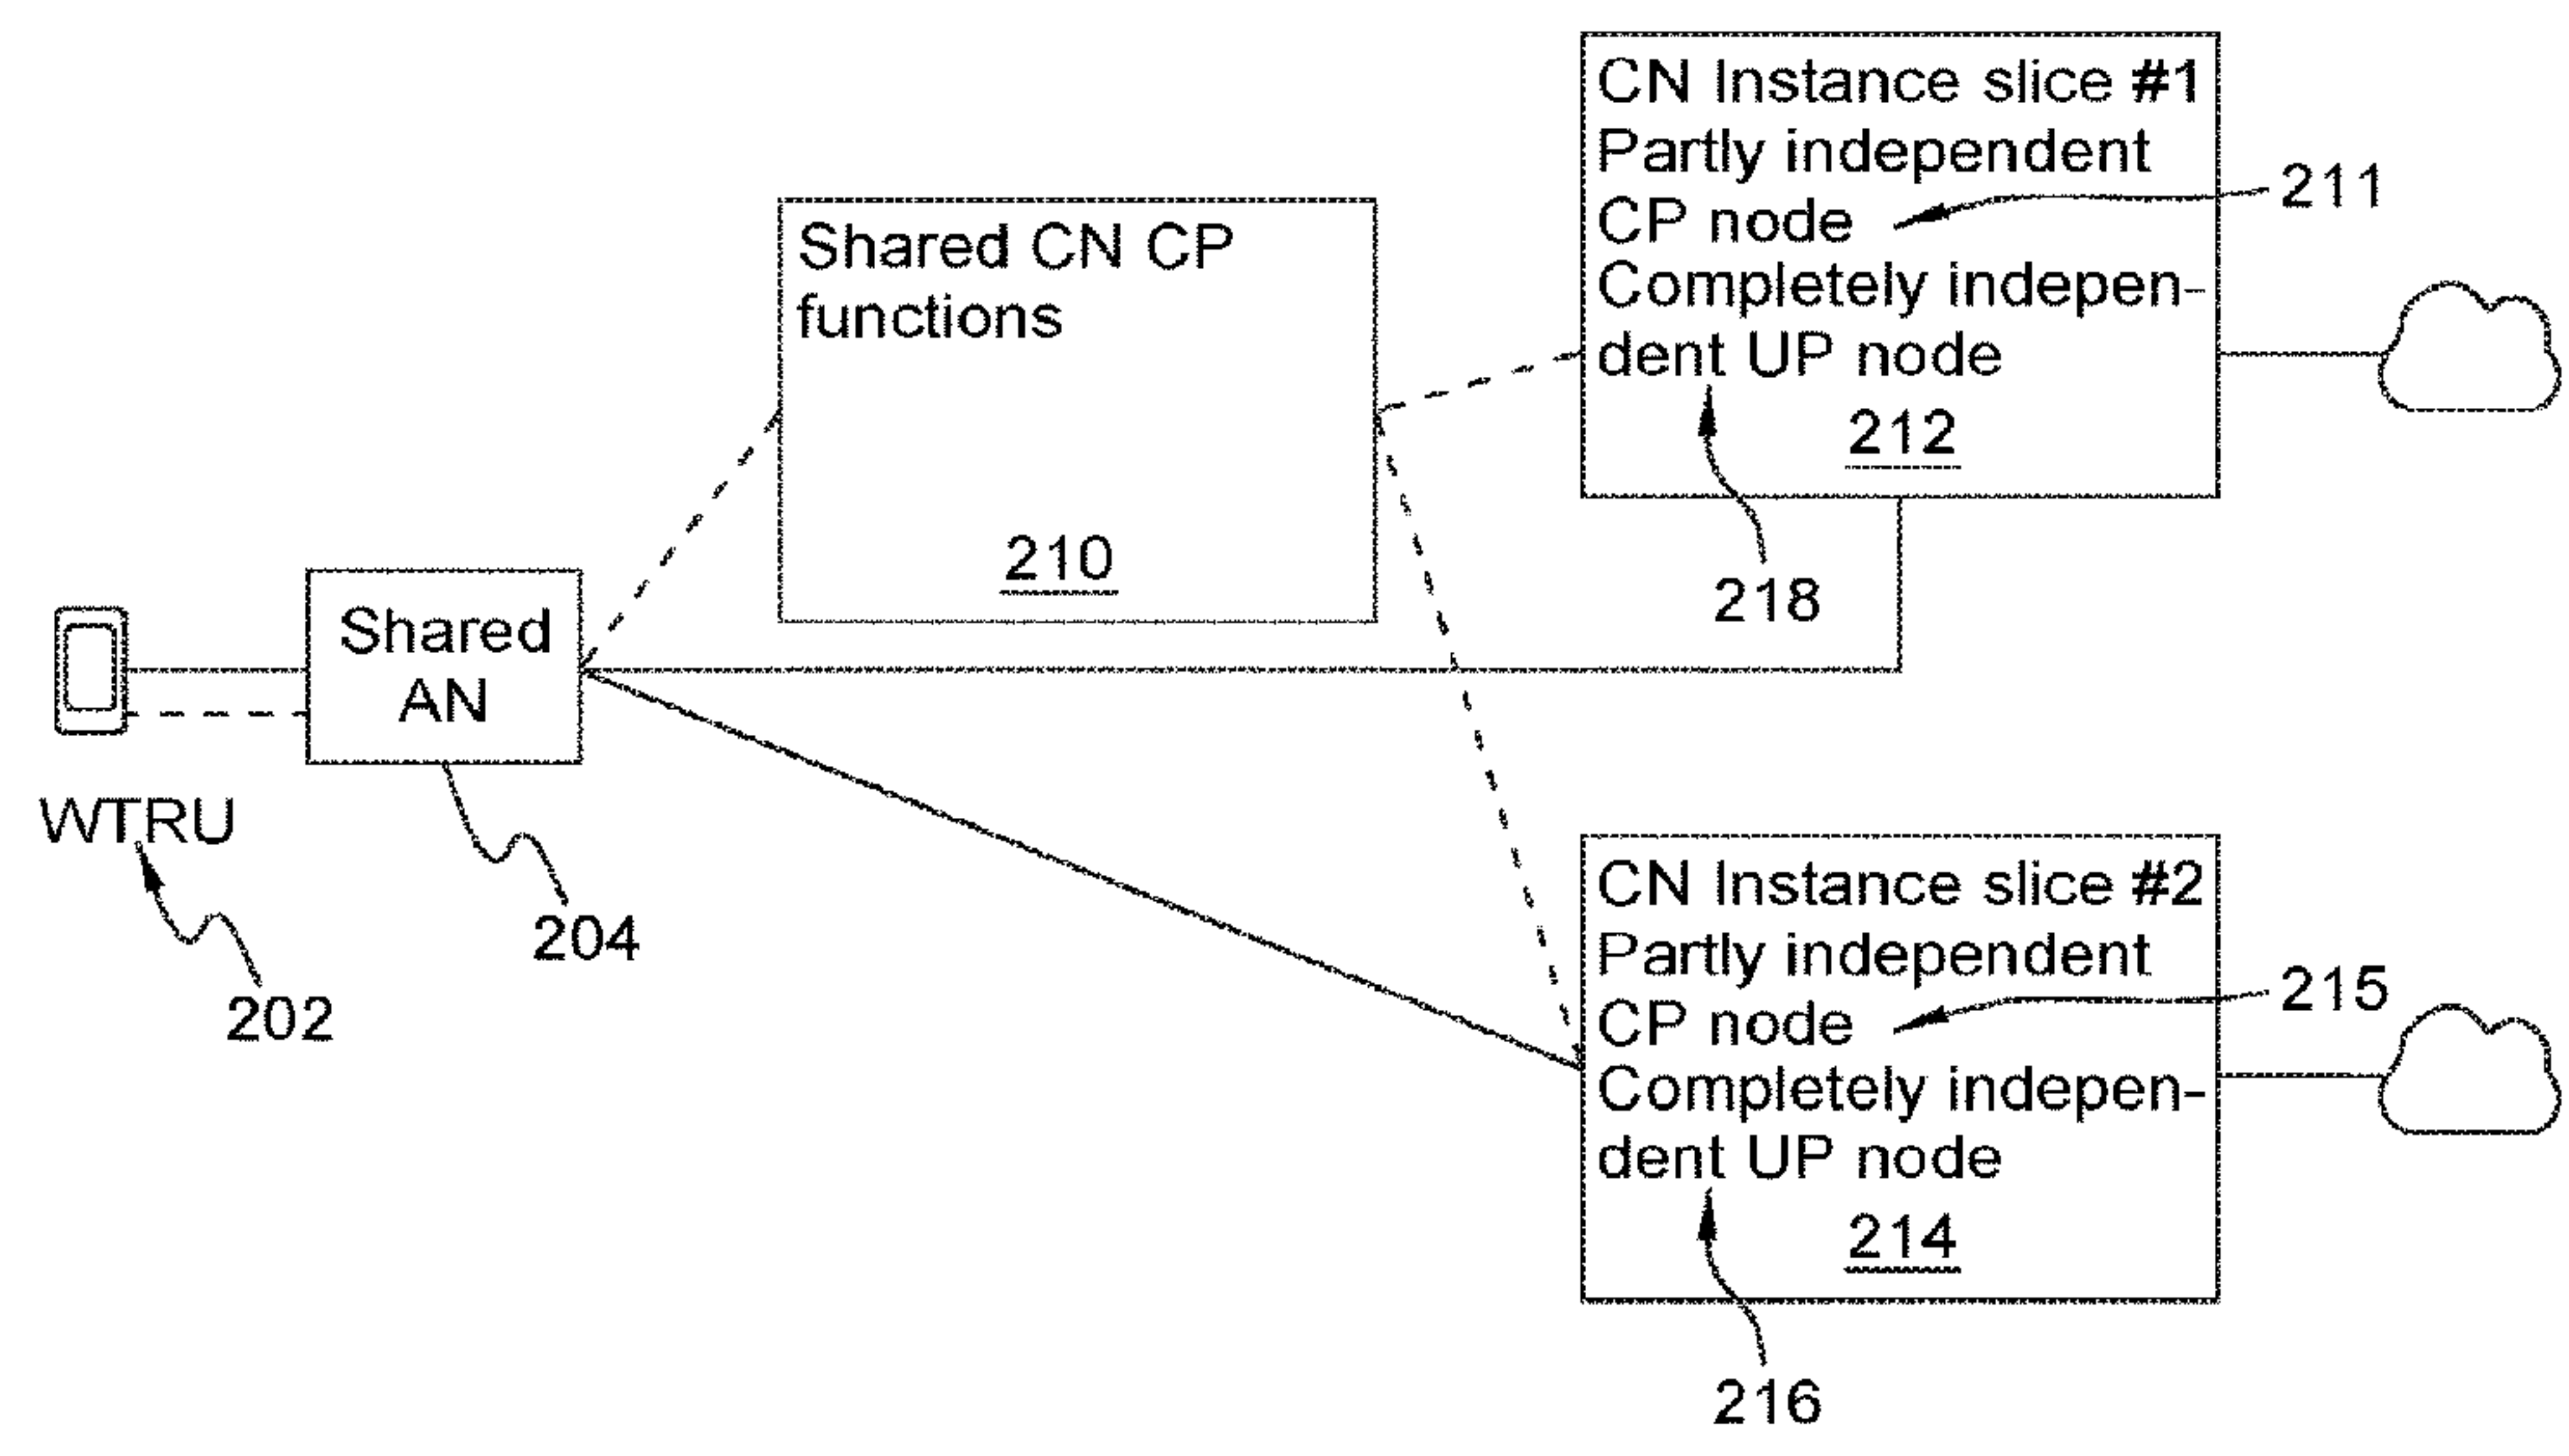 CN Instance slice #1
Partly independent
CP node
Completely indepen-
dent UP node
212
211
218
Shared CN CP
functions
210
Shared
AN
WTRU
202
204
CN Instance slice #2
Partly independent
CP node
Completely indepen-
dent UP node
214
215
216